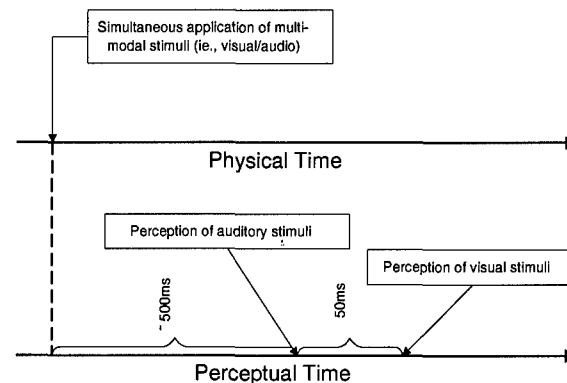 Simultaneous application of multi-
modal stimuli (ie., visual/audio)
Physical Time
Perception of auditory stimuli
Perception of visual stimuli
~500ms
50ms
Perceptual Time